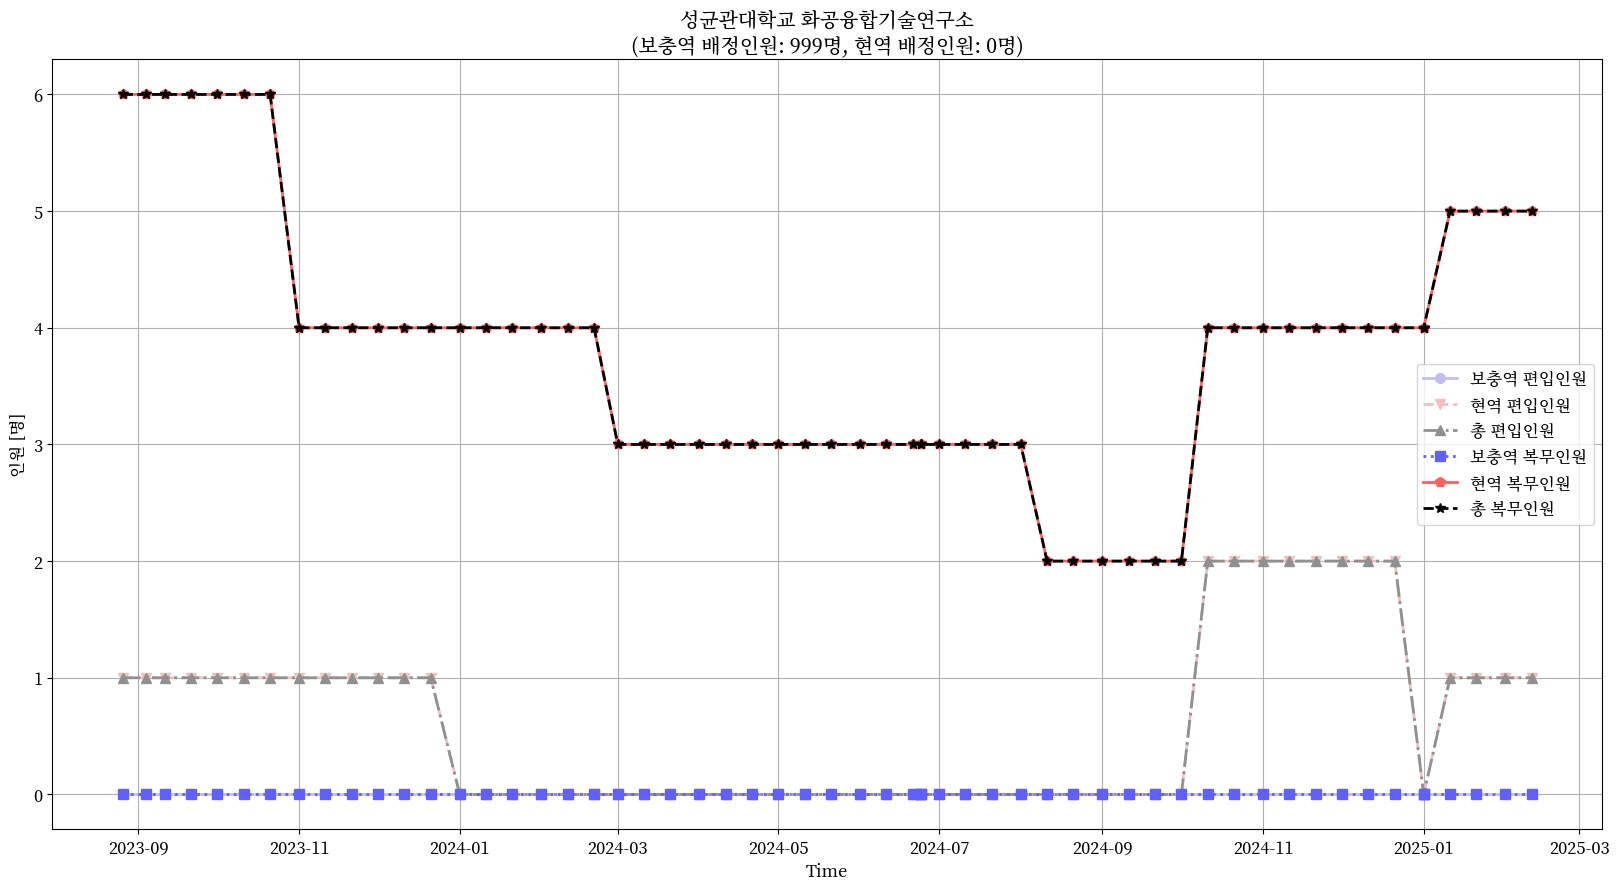 성균관대학교 화공융합기술연구소
(보충역 배정인원: 999명, 현역 배정인원: 0명)
인원 [명]
6
5
4
3
2
1
0
보충역 편입인원
현역 편입인원
총 편입인원
보충역 복무인원
현역 복무인원
총 복무인원
2023-09
2023-11
2024-01
2024-03
2024-05
2024-07
2024-09
2024-11
2025-01
2025-03
Time